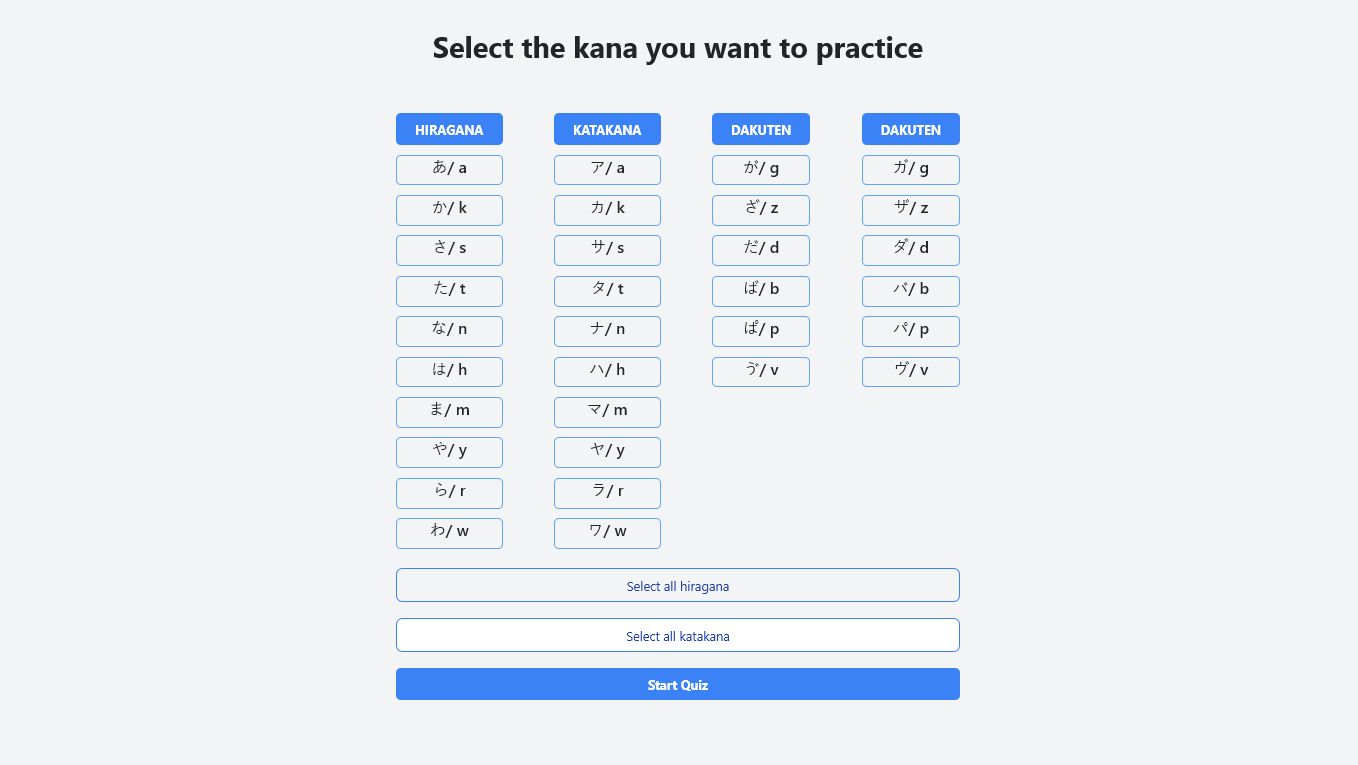 Select the kana you want to practice
HIRAGANA KATAKANA DAKUTEN DAKUTEN
あ/ a ア/ a が/ g ガ/ g
か/ k カ/ k ざ/ z ザ/ z
さ/ s サ/ s だ/ d ダ/ d
た/ t タ/ t ば/ b バ/ b
な/ n ナ/ n ぱ/ p パ/ p
は/ h ハ/ h ゔ/ v ヴ/ v
ま/ m マ/ m
や/ y ヤ/ y
ら/ r ラ/ r
わ/ w ワ/ w
Select all hiragana
Select all katakana
Start Quiz